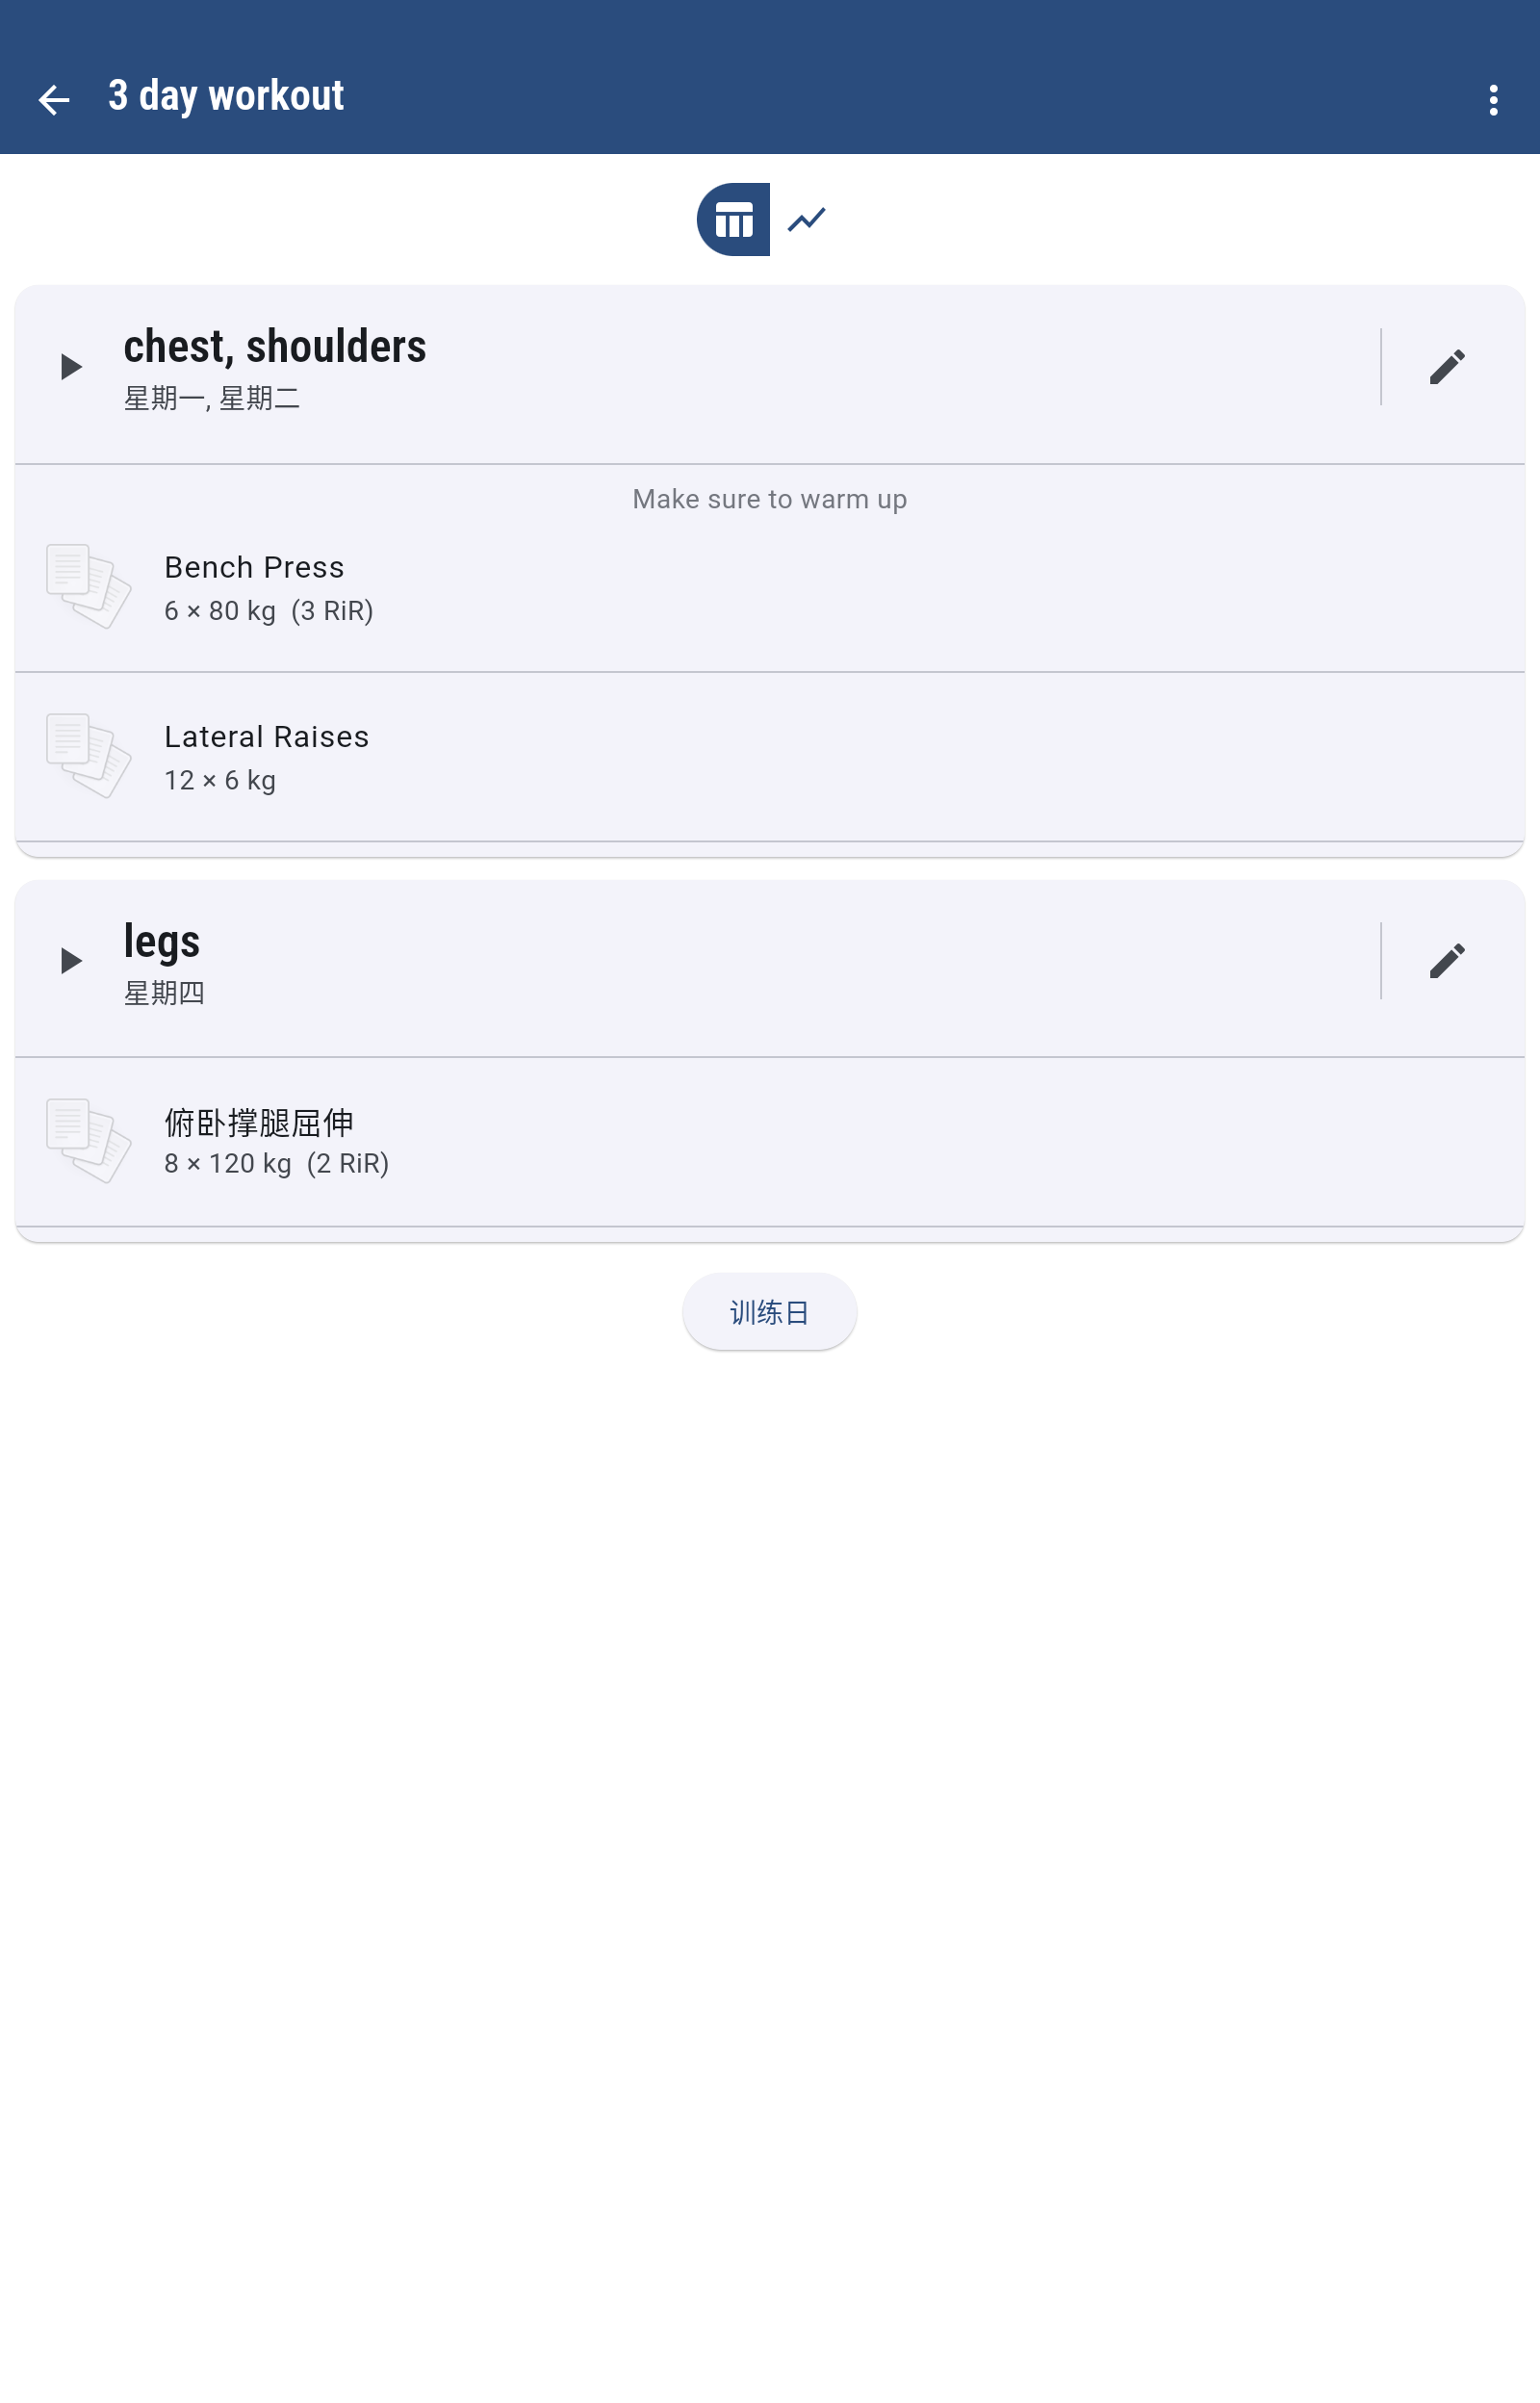 3 day workout
chest, shoulders
星期一, 星期二
Make sure to warm up
Bench Press
6 × 80 kg (3 RiR)
Lateral Raises
12 × 6 kg
legs
星期四
俯卧撑腿屈伸
8 × 120 kg (2 RiR)
训练日